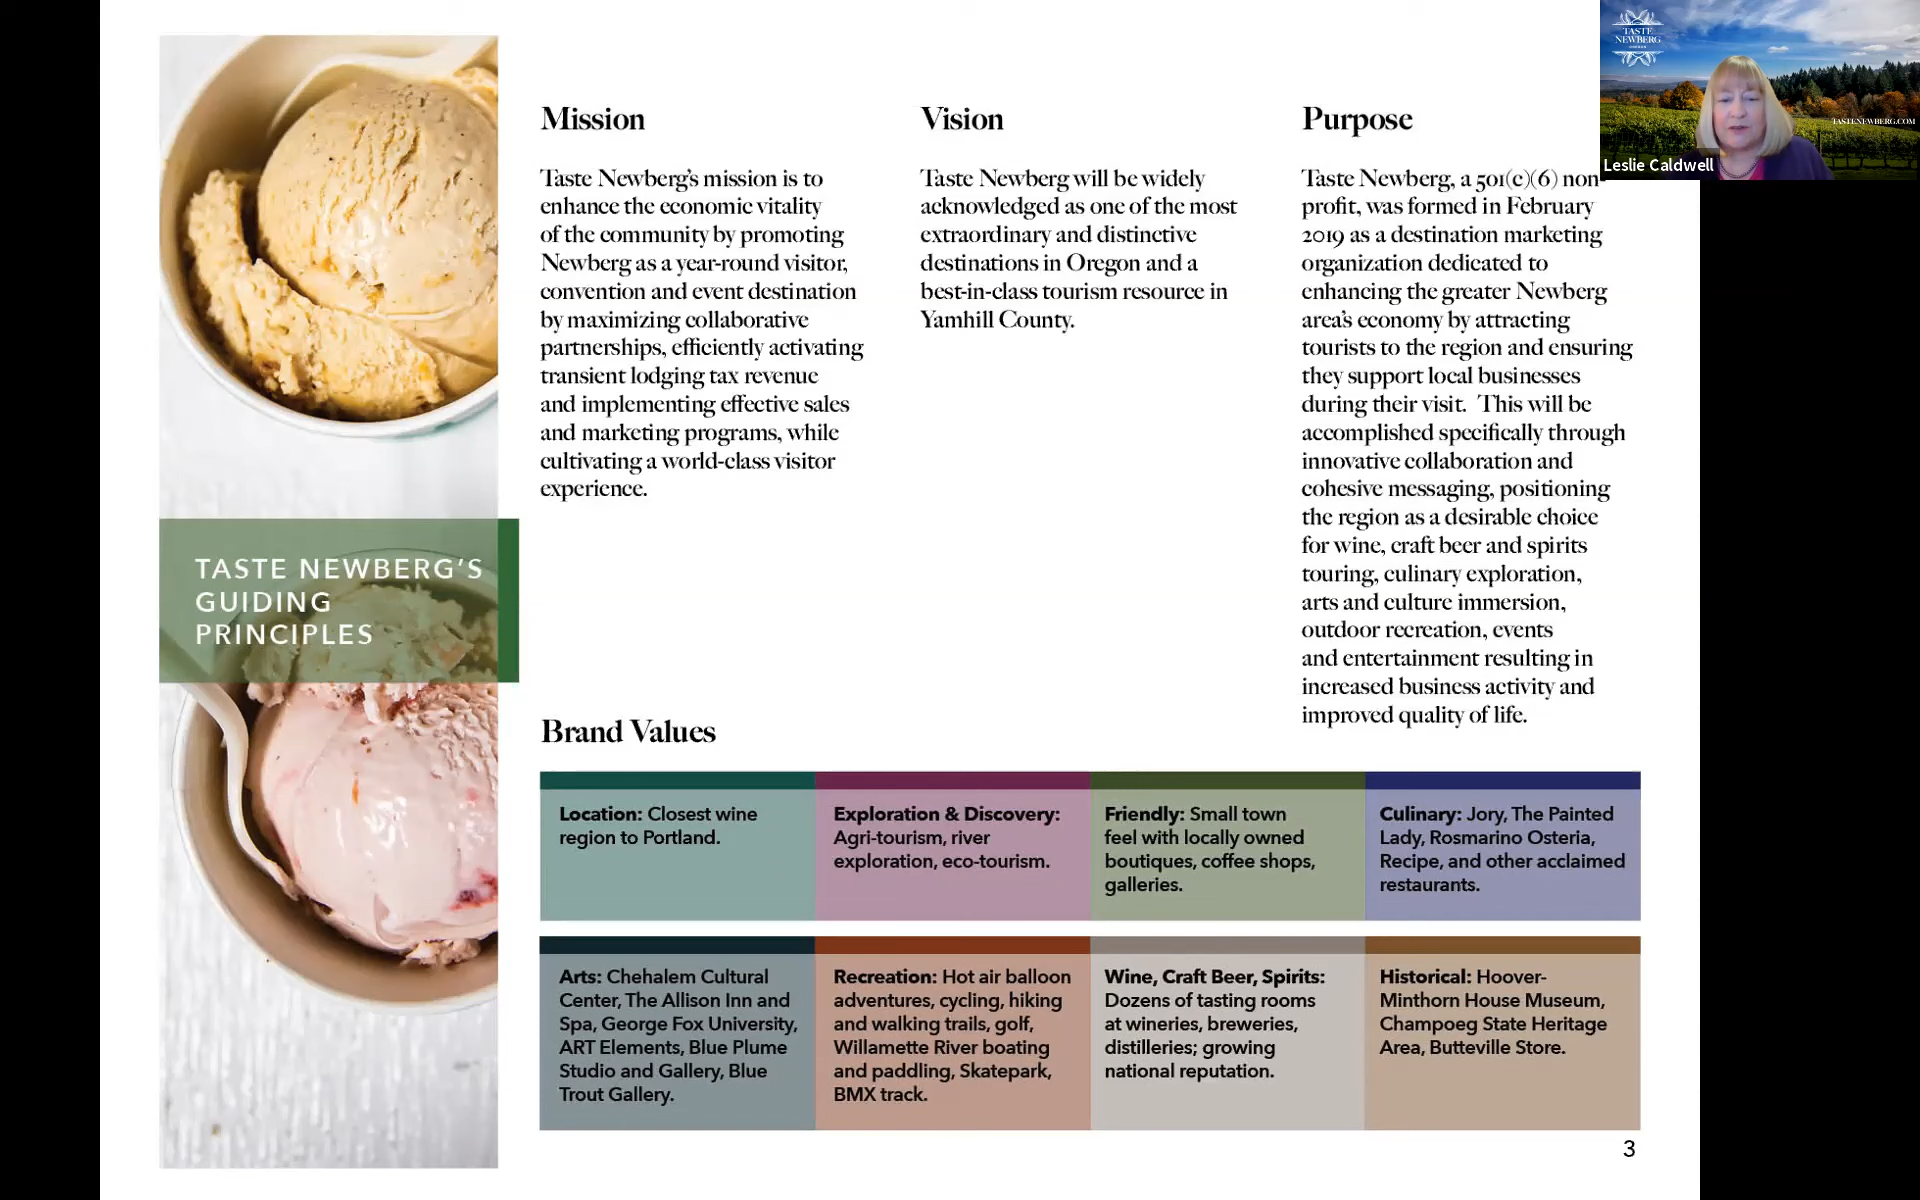 TASTE
NEWBERG
TASTENEWBERG.COM
Leslie Caldwell
TASTE NEWBERG'S
GUIDING
PRINCIPLES
Mission
Taste Newberg's mission is to
enhance the economic vitality
of the community by promoting
Newberg as a year-round visitor,
convention and event destination
by maximizing collaborative
partnerships, efficiently activating
transient lodging tax revenue
and implementing effective sales
and marketing programs, while
cultivating a world-class visitor
experience.
Vision
Taste Newberg will be widely
acknowledged as one of the most
extraordinary and distinctive
destinations in Oregon and a
best-in-class tourism resource in
Yamhill County.
Purpose
Taste Newberg, a 501(c)(6) non-
profit, was formed in February
2019 as a destination marketing
organization dedicated to
enhancing the greater Newberg
area's economy by attracting
tourists to the region and ensuring
they support local businesses
during their visit.  This will be
accomplished specifically through
innovative collaboration and
cohesive messaging, positioning
the region as a desirable choice
for wine, craft beer and spirits
touring, culinary exploration,
arts and culture immersion,
outdoor recreation, events
and entertainment resulting in
increased business activity and
improved quality of life.
Brand Values
Location: Closest wine
region to Portland.
Exploration & Discovery:
Agri-tourism, river
exploration, eco-tourism.
Friendly: Small town
feel with locally owned
boutiques, coffee shops,
galleries.
Culinary: Jory, The Painted
Lady, Rosmarino Osteria,
Recipe, and other acclaimed
restaurants.
Arts: Chehalem Cultural
Center, The Allison Inn and
Spa, George Fox University,
ART Elements, Blue Plume
Studio and Gallery, Blue
Trout Gallery.
Recreation: Hot air balloon
adventures, cycling, hiking
and walking trails, golf,
Willamette River boating
and paddling, Skatepark,
BMX track.
Wine, Craft Beer, Spirits:
Dozens of tasting rooms
at wineries, breweries,
distilleries; growing
national reputation.
Historical: Hoover-
Minthorn House Museum,
Champoeg State Heritage
Area, Butteville Store.
3